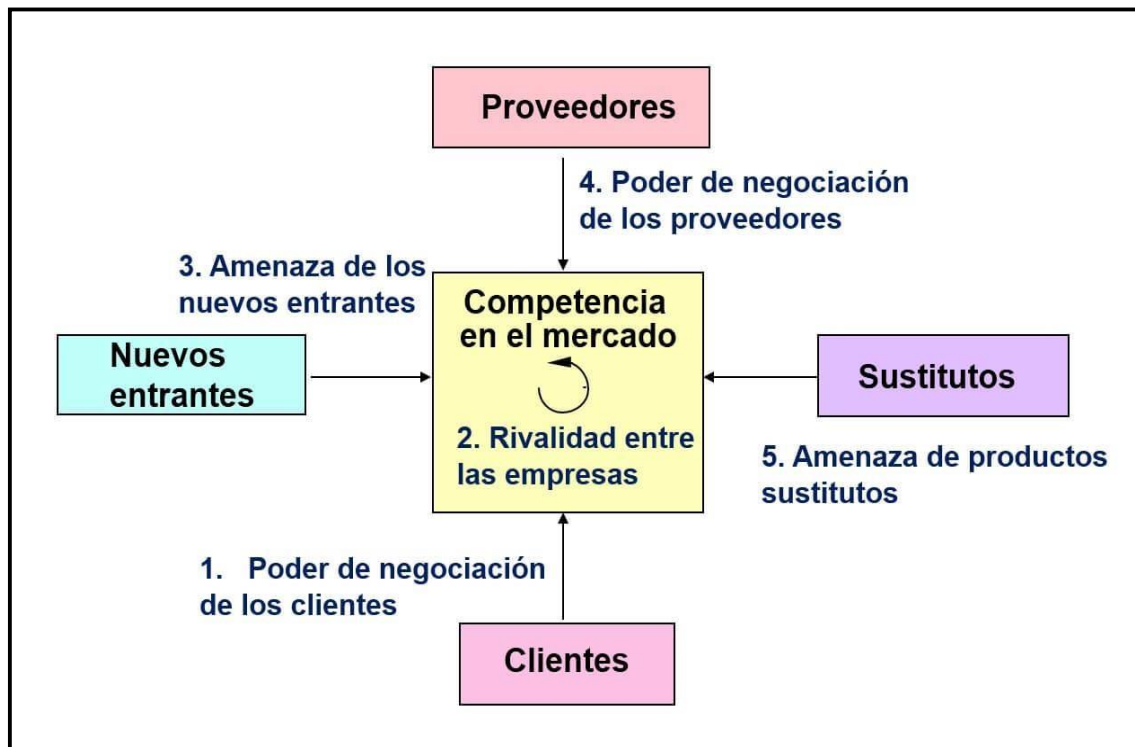 Proveedores
4. Poder de negociación
de los proveedores
3. Amenaza de los
nuevos entrantes
Competencia
en el mercado
Nuevos
entrantes
Sustitutos
2. Rivalidad entre
las empresas
5. Amenaza de productos
sustitutos
1. Poder de negociación
de los clientes
Clientes